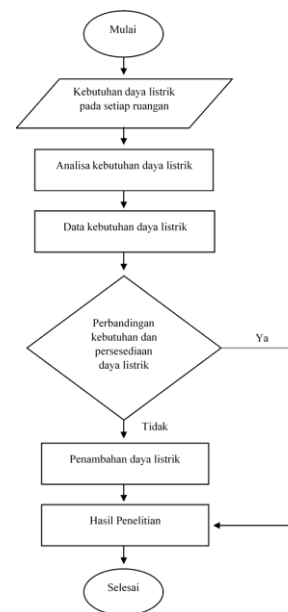 Mulai
Kebutuhan daya listrik
pada setiap ruangan
Analisa kebutuhan daya listrik
Data kebutuhan daya listrik
Perbandingan
kebutuhan dan
persesediaan
daya listrik
Ya
Tidak
Penambahan daya listrik
Hasil Penelitian
Selesai